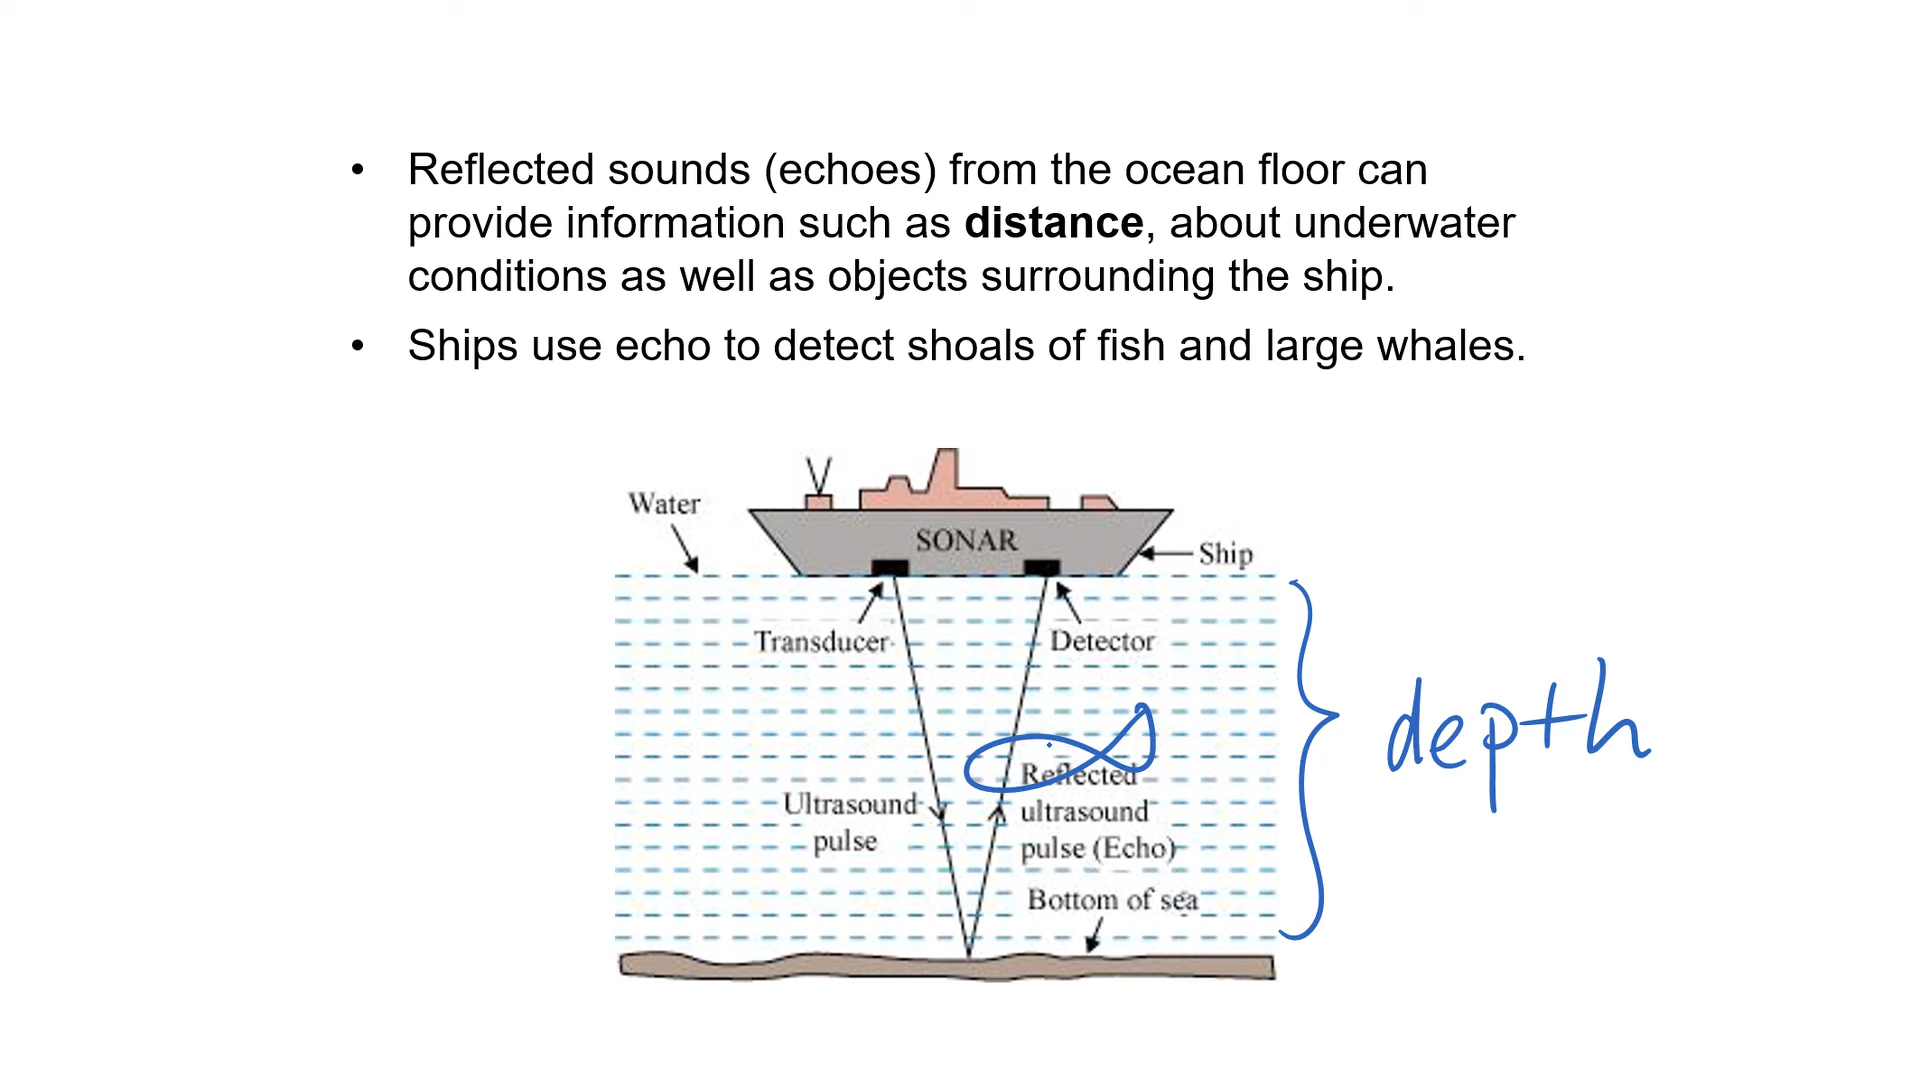 • Reflected sounds (echoes) from the ocean floor can
provide information such as distance, about underwater
conditions as well as objects surrounding the ship.
• Ships use echo to detect shoals of fish and large whales.
Water
SONAR
Ship
Transducer
Detector
depth
Ultrasound
pulse
Reflected
ultrasound
pulse (Echo)
Bottom of sea